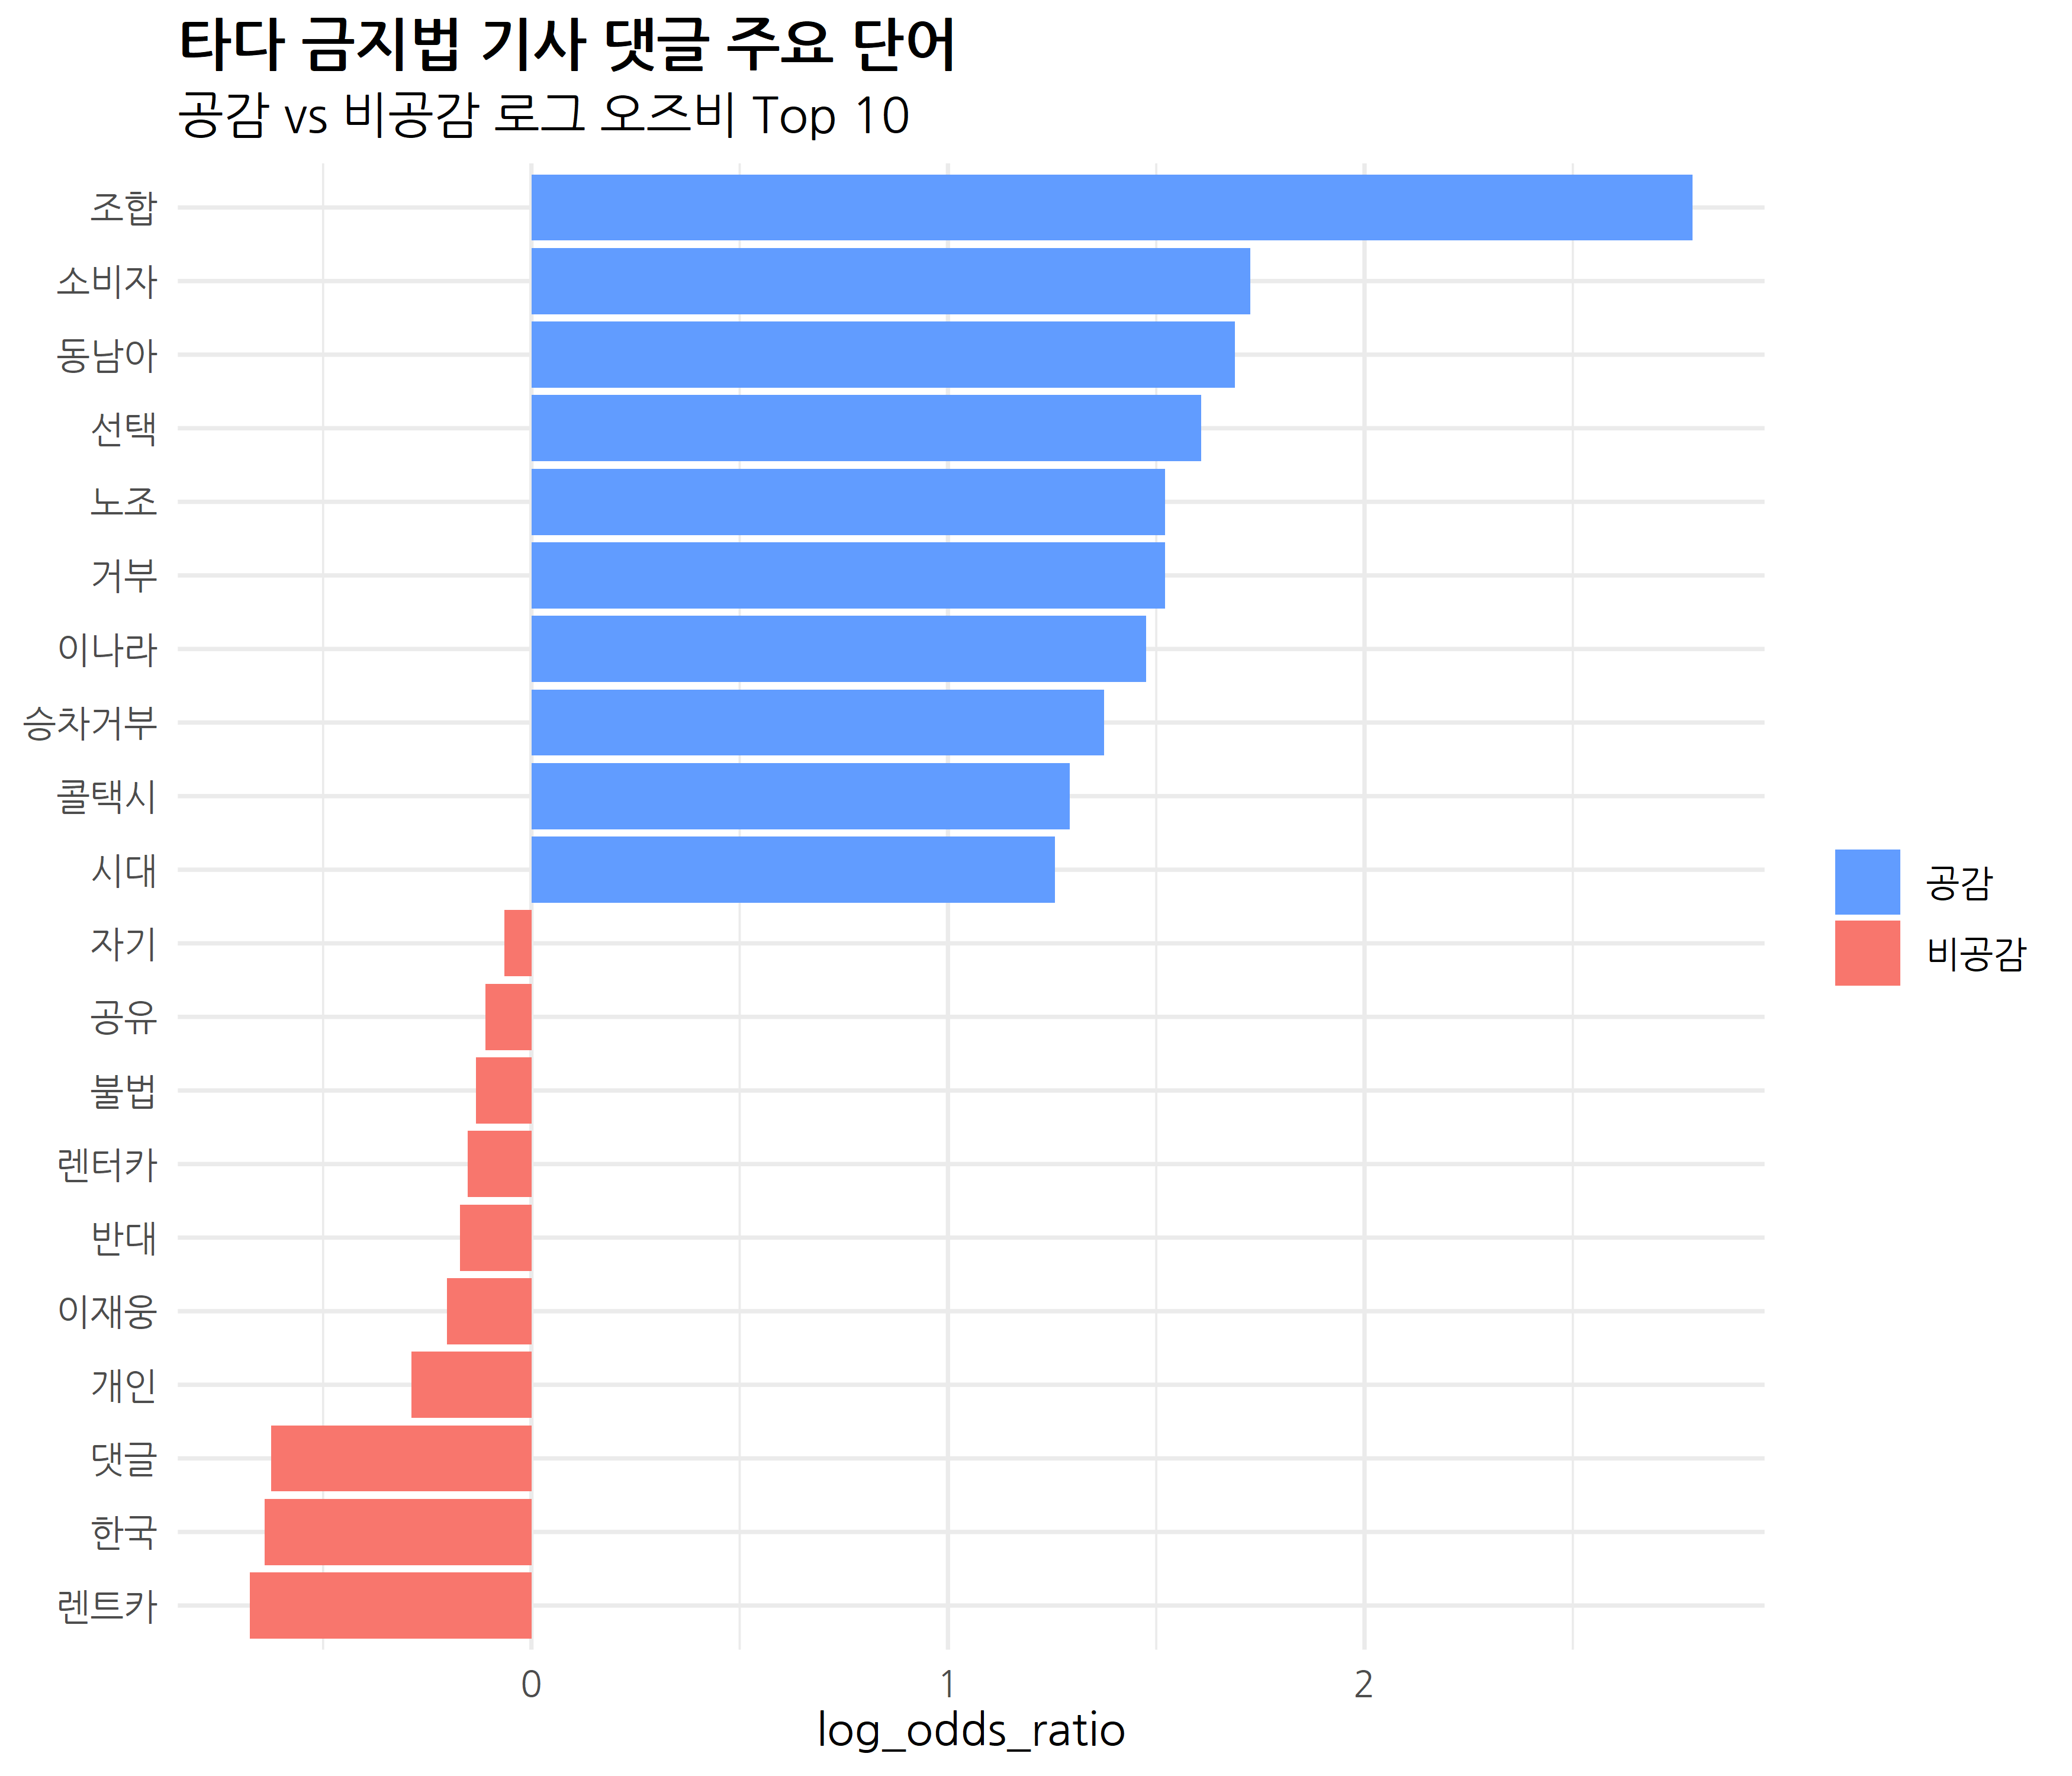 타다 금지법 기사 댓글 주요 단어
공감 vs 비공감 로그 오즈비 Top 10
조합
소비자
동남아
선택
노조
거부
이나라
승차거부
콜택시
시대
자기
공유
불법
렌터카
반대
이재웅
개인
댓글
한국
렌트카
0 1 2
log_odds_ratio
공감
비공감